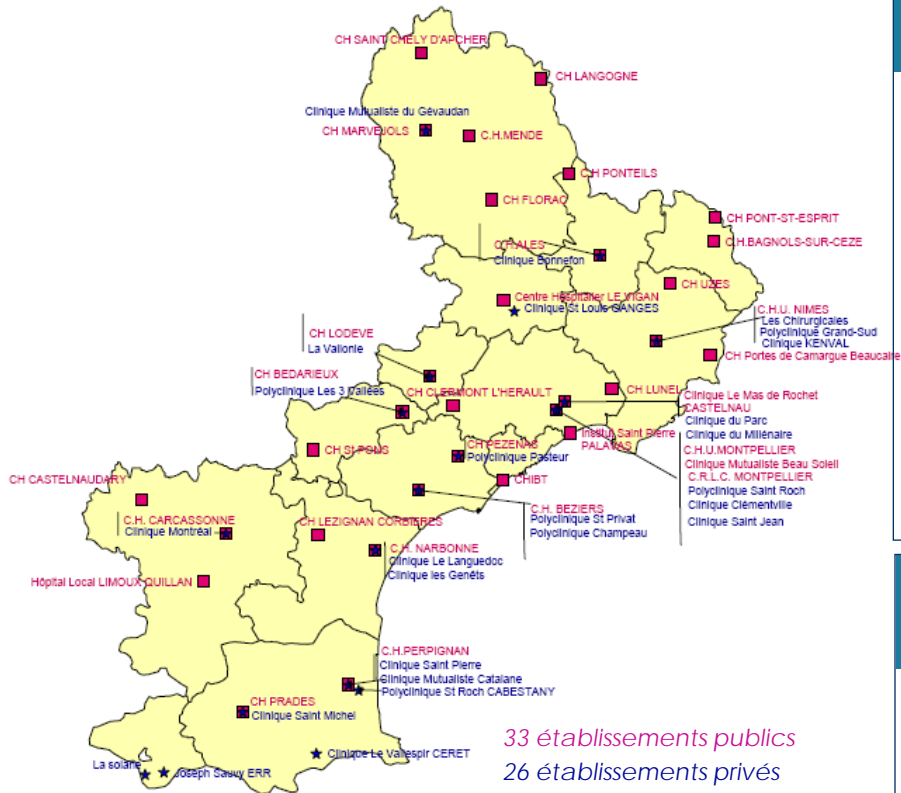 CH SAINT CHELY D'APCHER
CH LANGOGNE
Clinique Mutualiste du Gévaudan
CH MARVEJOLS
C.H.MENDE
C.H PONTEILS
CH FLORAC
CH PONT-ST-ESPRIT
C.H.BAGNOLS-SUR-CEZE
C.H.ALES
Clinique Bonnefon
CH UZES
Centre Hospitalier LE VIGAN
Clinique St Louis GANGES
C.H.U. NIMES
Les Chirurgicales
Polyclinique Grand-Sud
Clinique KENVAL
CH Portes de Camargue Beaucaire
CH LODEVE
La Vallonie
CH BEDARIEUX
Polyclinique Les 3 Vallées
CH CLERMONT L'HERAULT
CH LUNEL
Clinique Le Mas de Rochet
CASTELNAU
Clinique du Parc
Clinique du Millénaire
Institut Saint Pierre
PALAVAS
C.H.U.MONTPELLIER
Clinique Mutualiste Beau Soleil
C.R.L.C. MONTPELLIER
Polyclinique Saint Roch
Clinique Clémentville
Clinique Saint Jean
CH St PONS
CH PEZENAS
Polyclinique Pasteur
CHIBT
CH CASTELNAUDARY
C.H. CARCASSONNE
Clinique Montréal
CH LEZIGNAN CORBIERES
C.H. BEZIERS
Polyclinique St Privat
Polyclinique Champeau
C.H. NARBONNE
Clinique Le Languedoc
Clinique les Genêts
Hôpital Local LIMOUX QUILLAN
C.H.PERPIGNAN
Clinique Saint Pierre
Clinique Mutualiste Catalane
Polyclinique St Roch CABESTANY
CH PRADES
Clinique Saint Michel
Clinique Le Vallespir CERET
La solane
Joseph Sauvy ERR
33 établissements publics
26 établissements privés